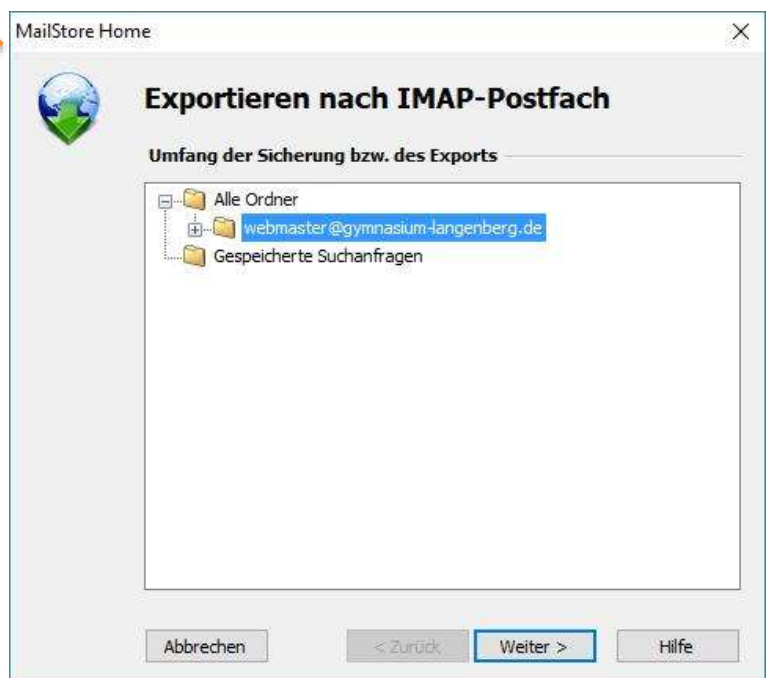 MailStore Home
Exportieren nach IMAP-Postfach
Umfang der Sicherung bzw. des Exports
Alle Ordner
webmaster@gymnasium-langenberg.de
Gespeicherte Suchanfragen
Abbrechen < Zurück Weiter > Hilfe